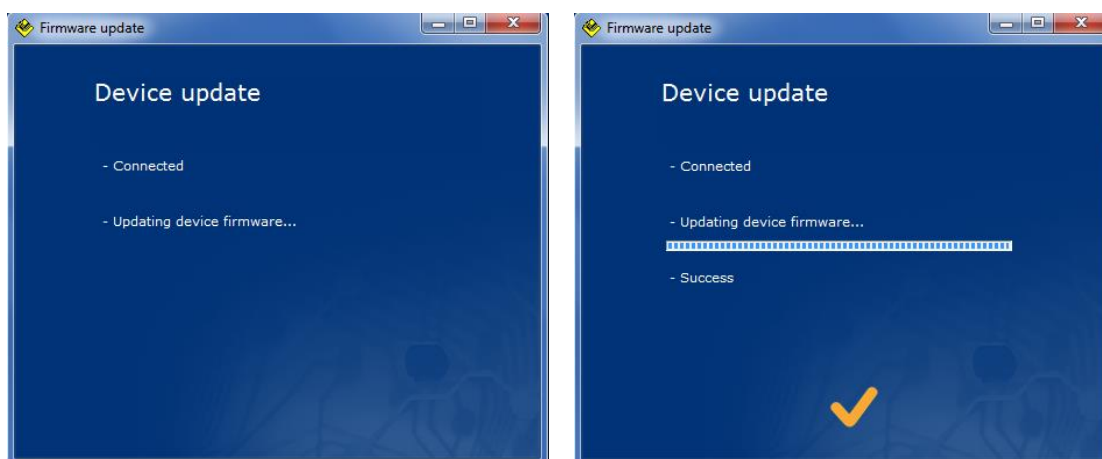 Firmware update
Device update
- Connected
- Updating device firmware...
Firmware update
Device update
- Connected
- Updating device firmware...
- Success